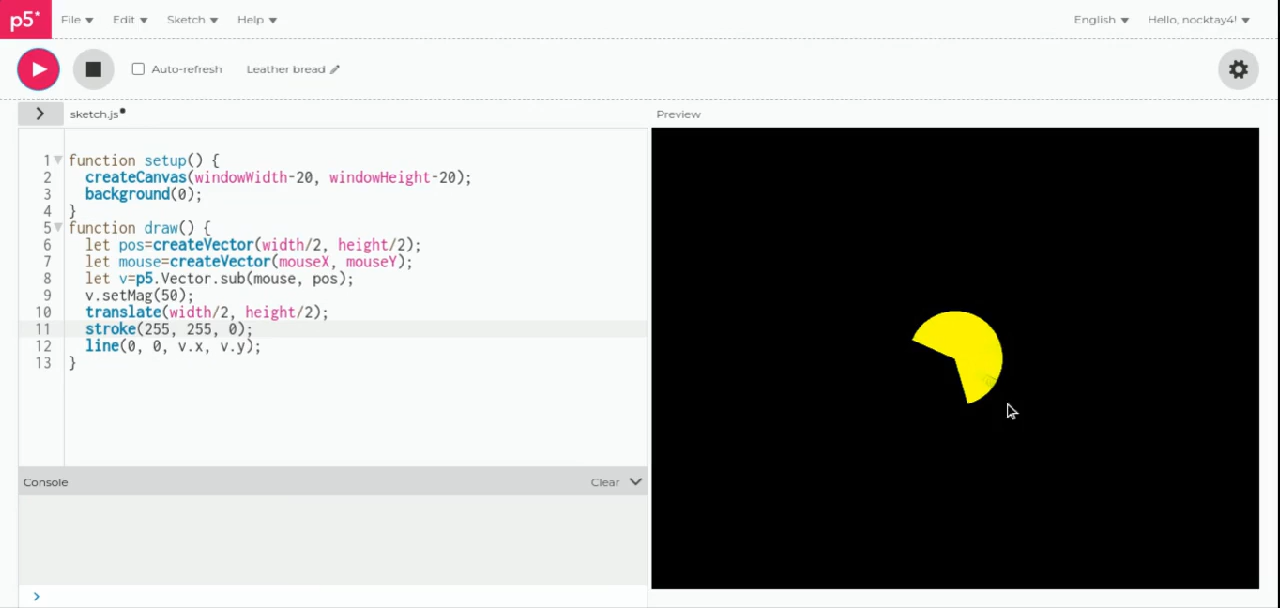 p5* File Edit Sketch Help English Hello, nocktay4!
Auto-refresh Leather bread
sketch.js
Preview
1 function setup() {
2 createCanvas(windowWidth-20, windowHeight-20);
3 background(0);
4 }
5 function draw() {
6 let pos=createVector(width/2, height/2);
7 let mouse=createVector(mouseX, mouseY);
8 let v=p5.Vector.sub(mouse, pos);
9 v.setMag(50);
10 translate(width/2, height/2);
11 stroke(255, 255, 0);
12 line(0, 0, v.x, v.y);
13 }
Console Clear
>